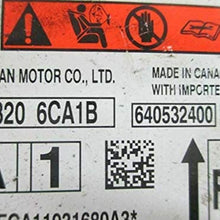 AN MOTOR CO., LTD.
MADE IN CANA
WITH IMPORTE
320 6CA1B
640532400
A 1